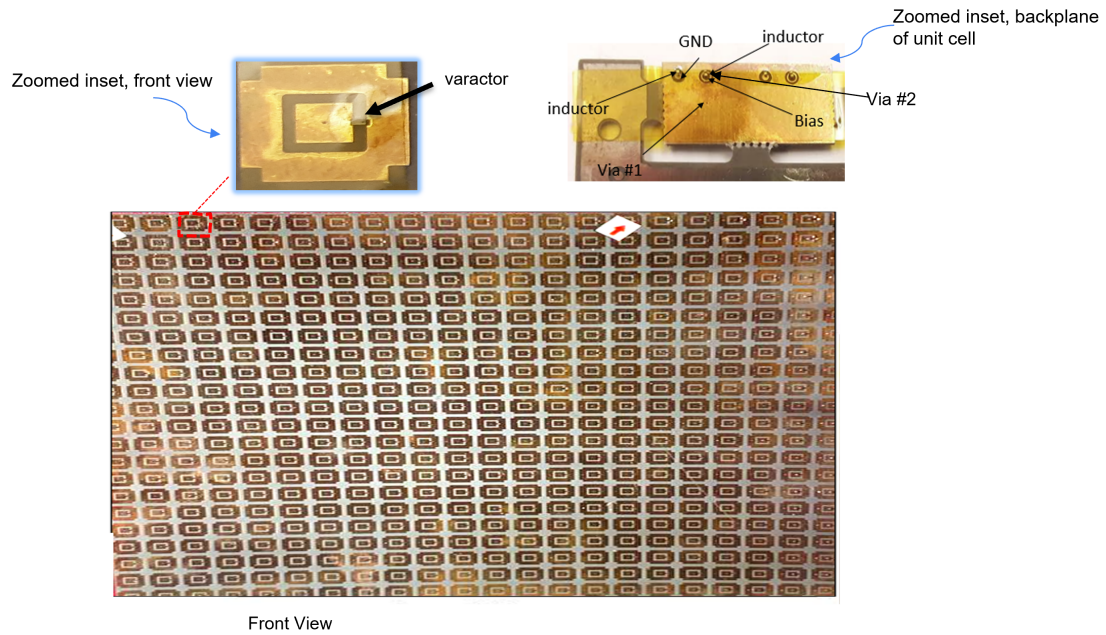 Zoomed inset, backplane
of unit cell
inductor
GND
Zoomed inset, front view
varactor
inductor
Via #2
Bias
Via #1
Front View